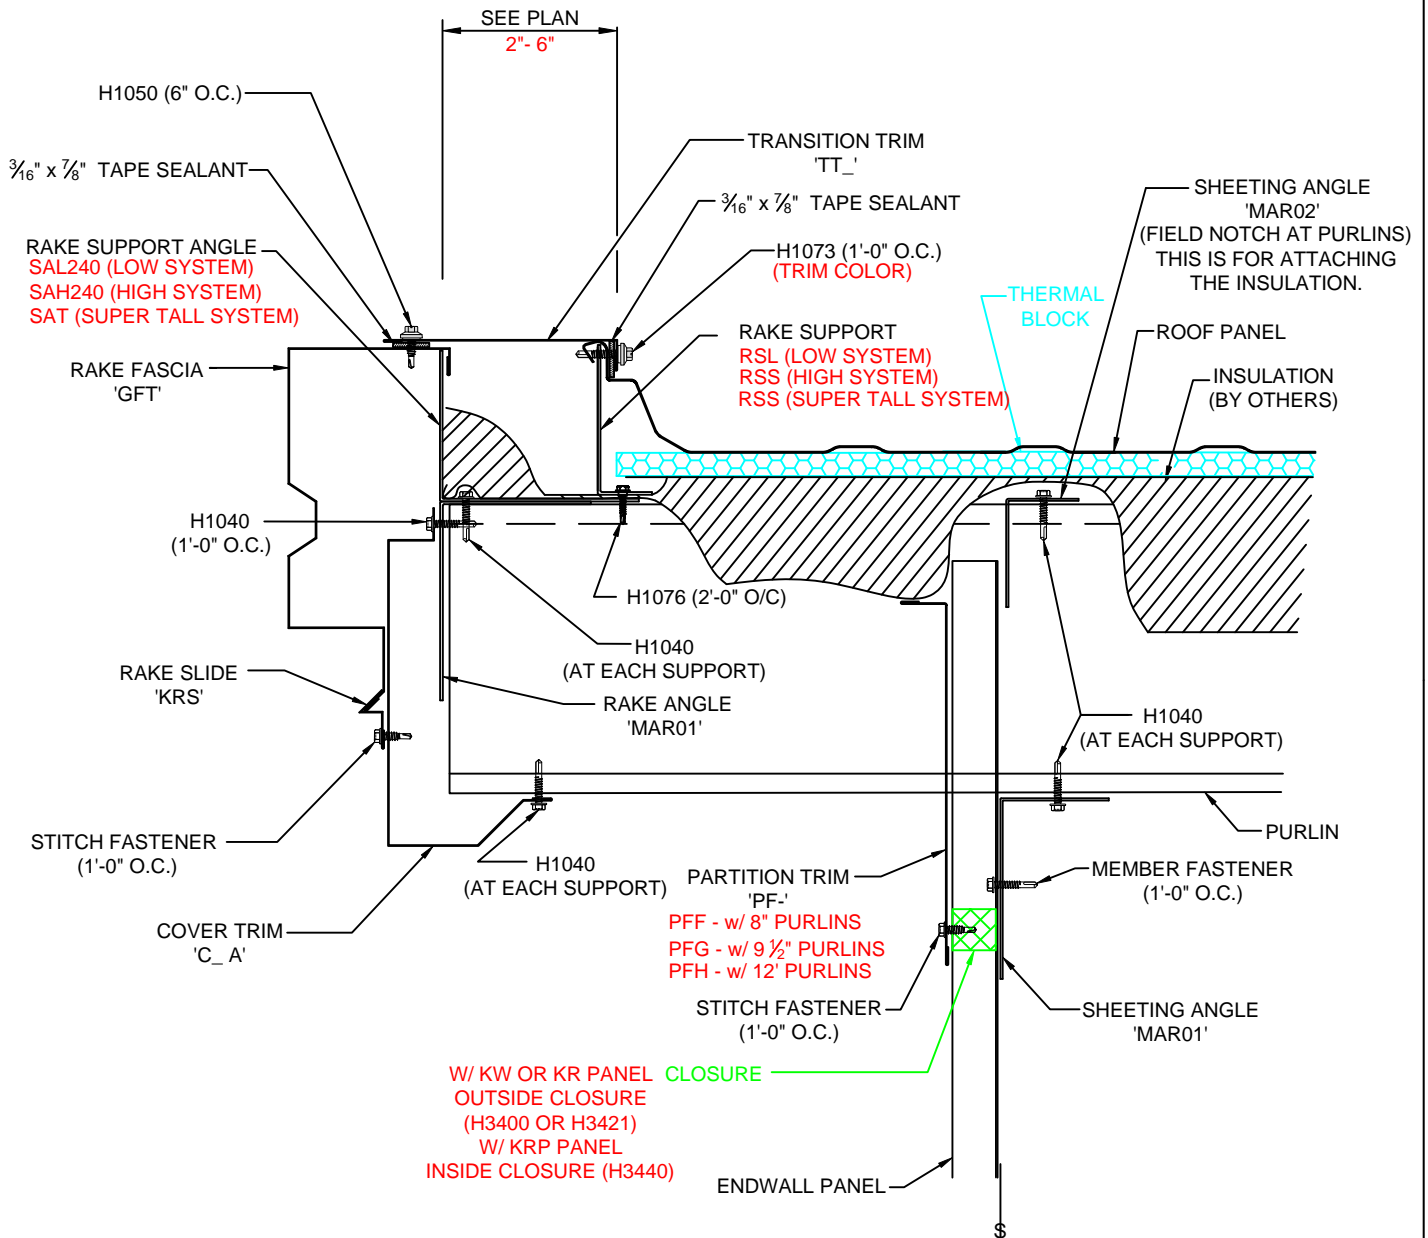 SEE PLAN
2"- 6"
H1050 (6" O.C.)
3/16" x 7/8" TAPE SEALANT
RAKE SUPPORT ANGLE
SAL240 (LOW SYSTEM)
SAH240 (HIGH SYSTEM)
SAT (SUPER TALL SYSTEM)
RAKE FASCIA
'GFT'
H1040
(1'-0" O.C.)
RAKE SLIDE
'KRS'
STITCH FASTENER
(1'-0" O.C.)
COVER TRIM
'C_ A'
TRANSITION TRIM
'TT_'
3/16" x 7/8" TAPE SEALANT
H1073 (1'-0" O.C.)
(TRIM COLOR)
RAKE SUPPORT
RSL (LOW SYSTEM)
RSS (HIGH SYSTEM)
RSS (SUPER TALL SYSTEM)
THERMAL
BLOCK
SHEETING ANGLE
'MAR02'
(FIELD NOTCH AT PURLINS)
THIS IS FOR ATTACHING
THE INSULATION.
ROOF PANEL
INSULATION
(BY OTHERS)
H1076 (2'-0" O/C)
H1040
(AT EACH SUPPORT)
RAKE ANGLE
'MAR01'
H1040
(AT EACH SUPPORT)
H1040
(AT EACH SUPPORT)
PURLIN
PARTITION TRIM
'PF-'
PFF - w/ 8" PURLINS
PFG - w/ 9 1/2" PURLINS
PFH - w/ 12' PURLINS
MEMBER FASTENER
(1'-0" O.C.)
STITCH FASTENER
(1'-0" O.C.)
SHEETING ANGLE
'MAR01'
W/ KW OR KR PANEL CLOSURE
OUTSIDE CLOSURE
(H3400 OR H3421)
W/ KRP PANEL
INSIDE CLOSURE (H3440)
ENDWALL PANEL